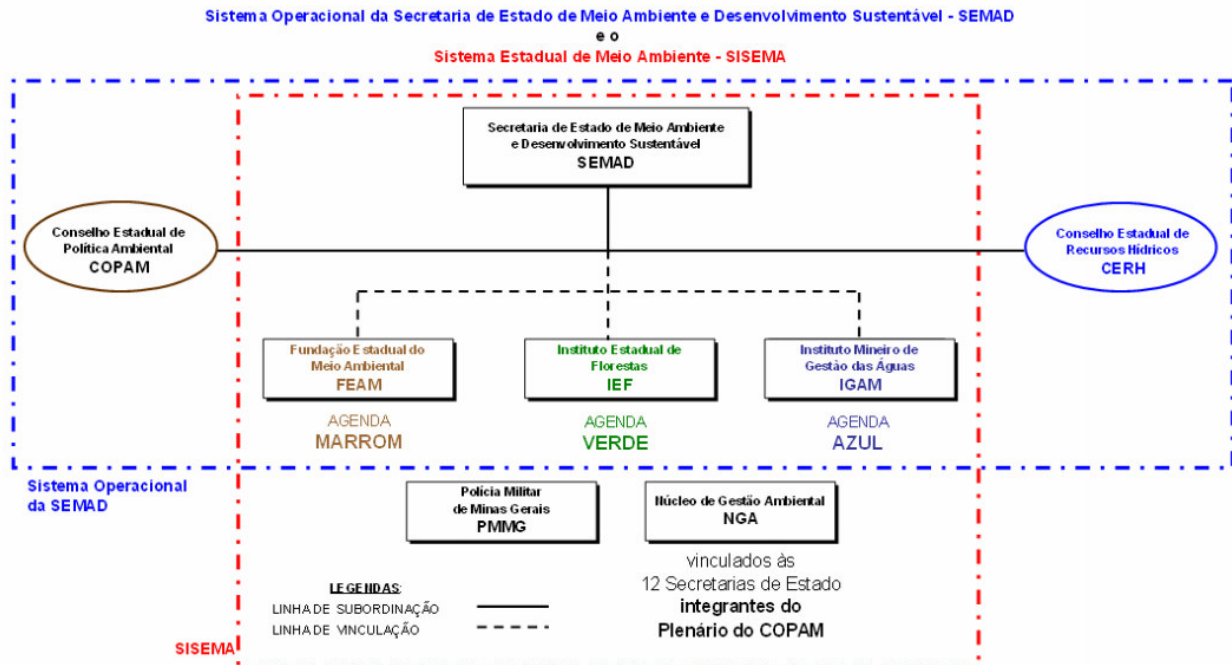 Sistema Operacional da Secretaria de Estado de Meio Ambiente e Desenvolvimento Sustentável - SEMAD
e o
Sistema Estadual de Meio Ambiente - SISEMA
Secretaria de Estado de Meio Ambiente
e Desenvolvimento Sustentável
SEMAD
Conselho Estadual de
Política Ambiental
COPAM
Conselho Estadual de
Recursos Hídricos
CERH
Fundação Estadual do
Meio Ambiental
FEAM
Instituto Estadual de
Florestas
IEF
Instituto Mineiro de
Gestão das Águas
IGAM
AGENDA
MARROM
AGENDA
VERDE
AGENDA
AZUL
Sistema Operacional
da SEMAD
Polícia Militar
de Minas Gerais
PMMG
Núcleo de Gestão Ambiental
NGA
vinculados às
12 Secretarias de Estado
integrantes do
Plenário do COPAM
LEGENDAS:
LINHA DE SUBORDINAÇÃO
LINHA DE VINCULAÇÃO
SISEMA